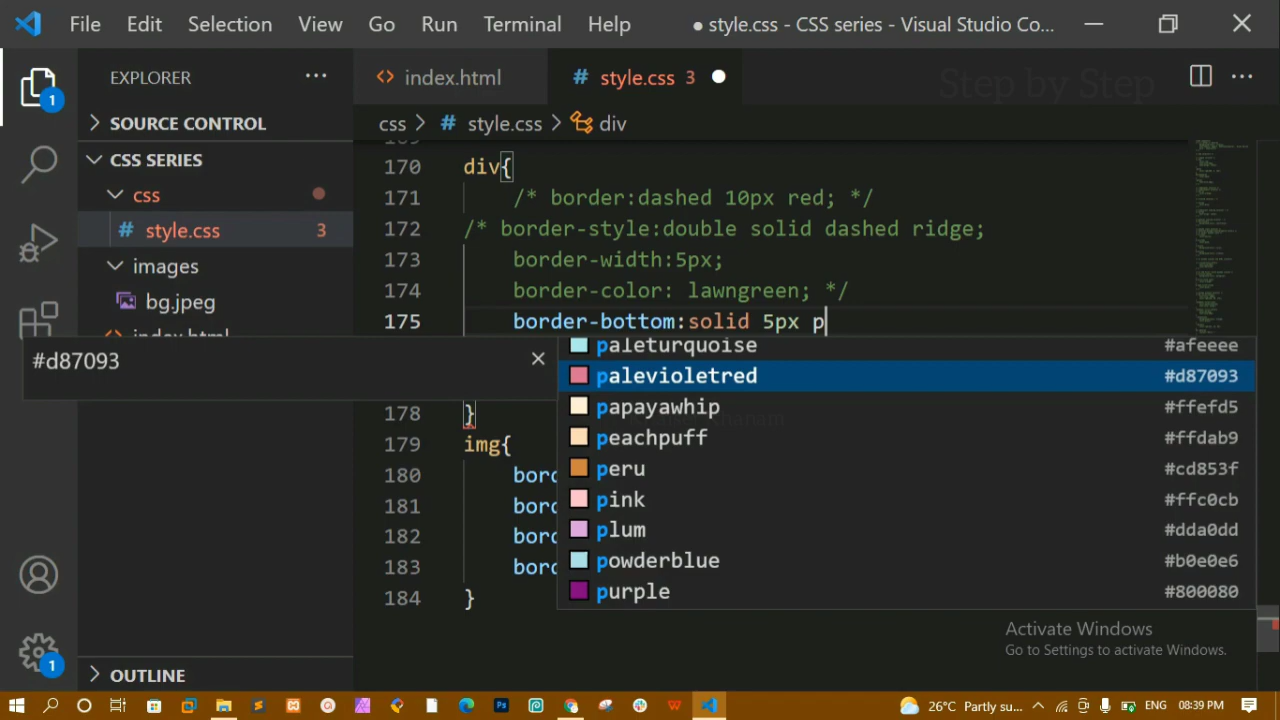 File Edit Selection View Go Run Terminal Help ● style.css - CSS series - Visual Studio Co...
EXPLORER ...
index.html
style.css 3
Step by Step
SOURCE CONTROL
css > # style.css > div
CSS SERIES
css
# style.css 3
images
bg.jpeg
170 div{
171 /* border:dashed 10px red; */
172 /* border-style:double solid dashed ridge;
173 border-width:5px;
174 border-color: lawngreen; */
175 border-bottom:solid 5px p
#d87093
paleturquoise #afeeee
palevioletred #d87093
papayawhip #ffefd5
peachpuff #ffdab9
peru #cd853f
pink #ffc0cb
plum #dda0dd
powderblue #b0e0e6
purple #800080
178 }
179 img{
180 bord
181 bord
182 bord
183 bord
184 }
1
1
OUTLINE
Activate Windows
Go to Settings to activate Windows.
26°C Partly su... ENG 08:39 PM